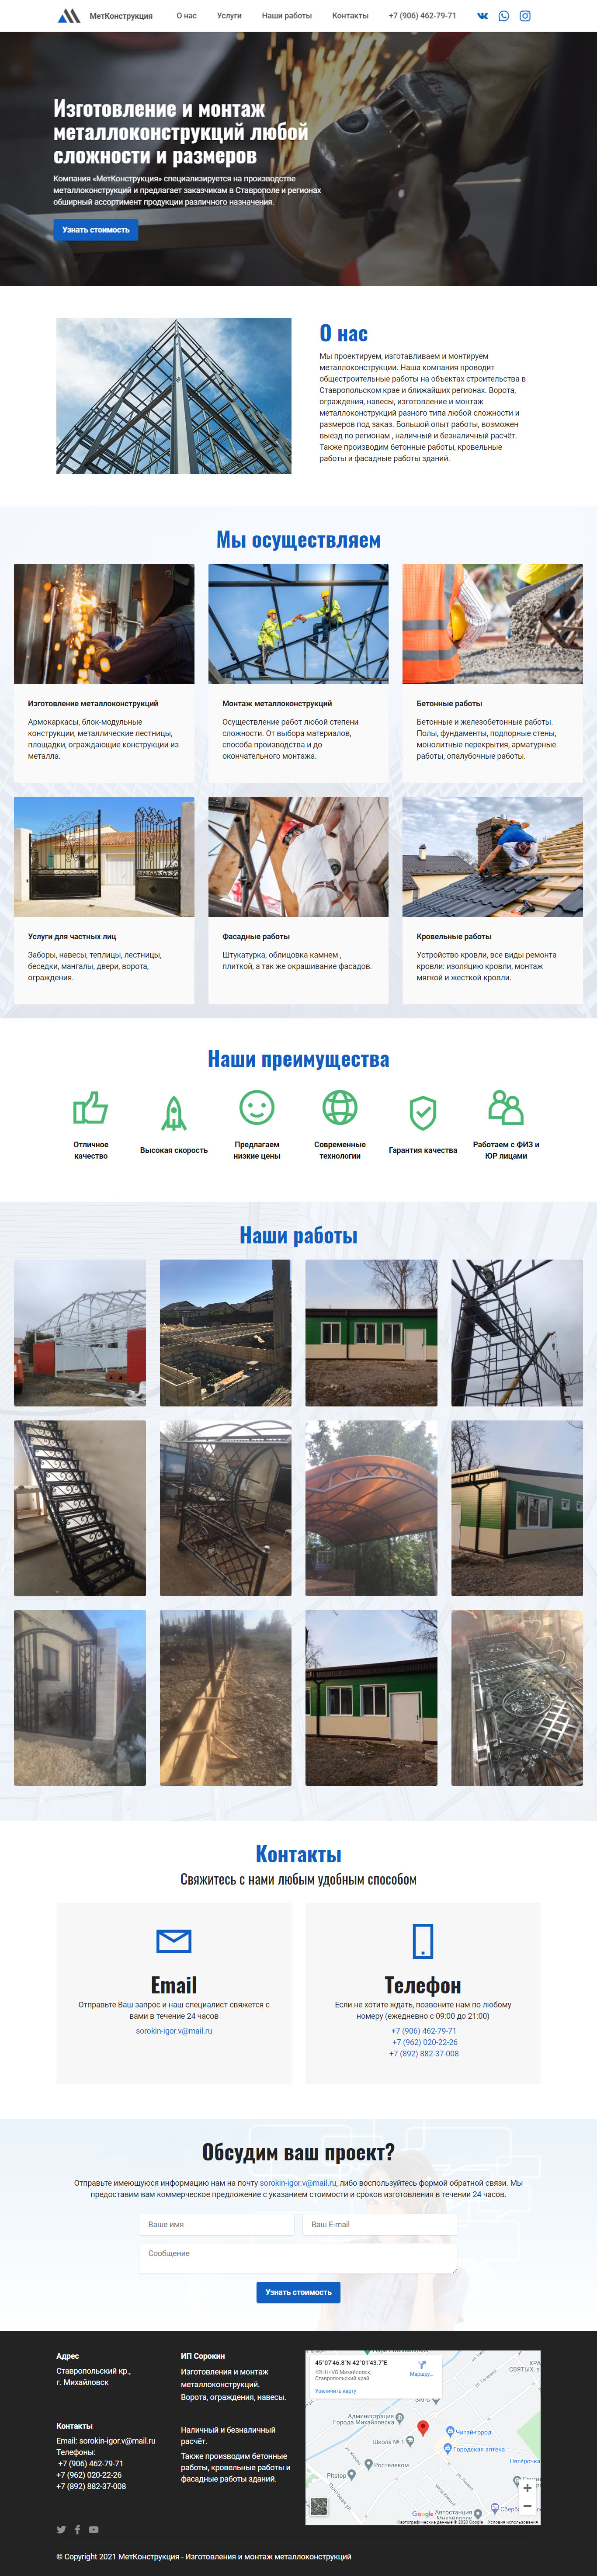 МетКонструкция О нас Услуги Наши работы Контакты +7 (906) 462-79-71
Изготовление и монтаж
металлоконструкций любой
сложности и размеров
Компания «МетКонструкция» специализируется на производстве
металлоконструкций и предлагает заказчикам в Ставрополе и регионах
обширный ассортимент продукции различного назначения.
Узнать стоимость
О нас
Мы проектируем, изготавливаем и монтируем
металлоконструкции. Наша компания проводит
общестроительные работы на объектах строительства в
Ставропольском крае и ближайших регионах. Ворота,
ограждения, навесы, изготовление и монтаж
металлоконструкций разного типа любой сложности и
размеров под заказ. Большой опыт работы, возможен
выезд по регионам , наличный и безналичный расчёт.
Также производим бетонные работы, кровельные
работы и фасадные работы зданий.
Мы осуществляем
Изготовление металлоконструкций
Армокаркасы, блок-модульные
конструкции, металлические лестницы,
площадки, ограждающие конструкции из
металла.
Монтаж металлоконструкций
Осуществление работ любой степени
сложности. От выбора материалов,
способа производства и до
окончательного монтажа.
Бетонные работы
Бетонные и железобетонные работы.
Полы, фундаменты, подпорные стены,
монолитные перекрытия, арматурные
работы, опалубочные работы.
Услуги для частных лиц
Заборы, навесы, теплицы, лестницы,
беседки, мангалы, двери, ворота,
ограждения.
Фасадные работы
Штукатурка, облицовка камнем ,
плиткой, а так же окрашивание фасадов.
Кровельные работы
Устройство кровли, все виды ремонта
кровли: изоляцию кровли, монтаж
мягкой и жесткой кровли.
Наши преимущества
Отличное
качество
Высокая скорость
Предлагаем
низкие цены
Современные
технологии
Гарантия качества
Работаем с ФИЗ и
ЮР лицами
Наши работы
Контакты
Свяжитесь с нами любым удобным способом
Email
Отправьте Ваш запрос и наш специалист свяжется с
вами в течение 24 часов
sorokin-igor.v@mail.ru
Телефон
Если не хотите ждать, позвоните нам по любому
номеру (ежедневно с 09:00 до 21:00)
+7 (906) 462-79-71
+7 (962) 020-22-26
+7 (892) 882-37-008
Обсудим ваш проект?
Отправьте имеющуюся информацию нам на почту sorokin-igor.v@mail.ru, либо воспользуйтесь формой обратной связи. Мы
предоставим вам коммерческое предложение с указанием стоимости и сроков изготовления в течении 24 часов.
Ваше имя
Ваш E-mail
Сообщение
Узнать стоимость
Адрес
Ставропольский кр.,
г. Михайловск
Контакты
Email: sorokin-igor.v@mail.ru
Телефоны:
+7 (906) 462-79-71
+7 (962) 020-22-26
+7 (892) 882-37-008
ИП Сорокин
Изготовления и монтаж
металлоконструкций.
Ворота, ограждения, навесы.
Наличный и безналичный
расчёт.
Также производим бетонные
работы, кровельные работы и
фасадные работы зданий.
45°07'46.8"N 42°01'43.7"E
42HH+VG Михайловск,
Ставропольский край
Маршру...
Увеличить карту
Администрация
Города Михайловска
Школа № 1
Читай-город
Городская аптека
Ростелеком
Pitstop
Пятёрочка
Автостанция
Михайловск
Google
Картографические данные © 2020 Google Условия использования
© Copyright 2021 МетКонструкция - Изготовления и монтаж металлоконструкций